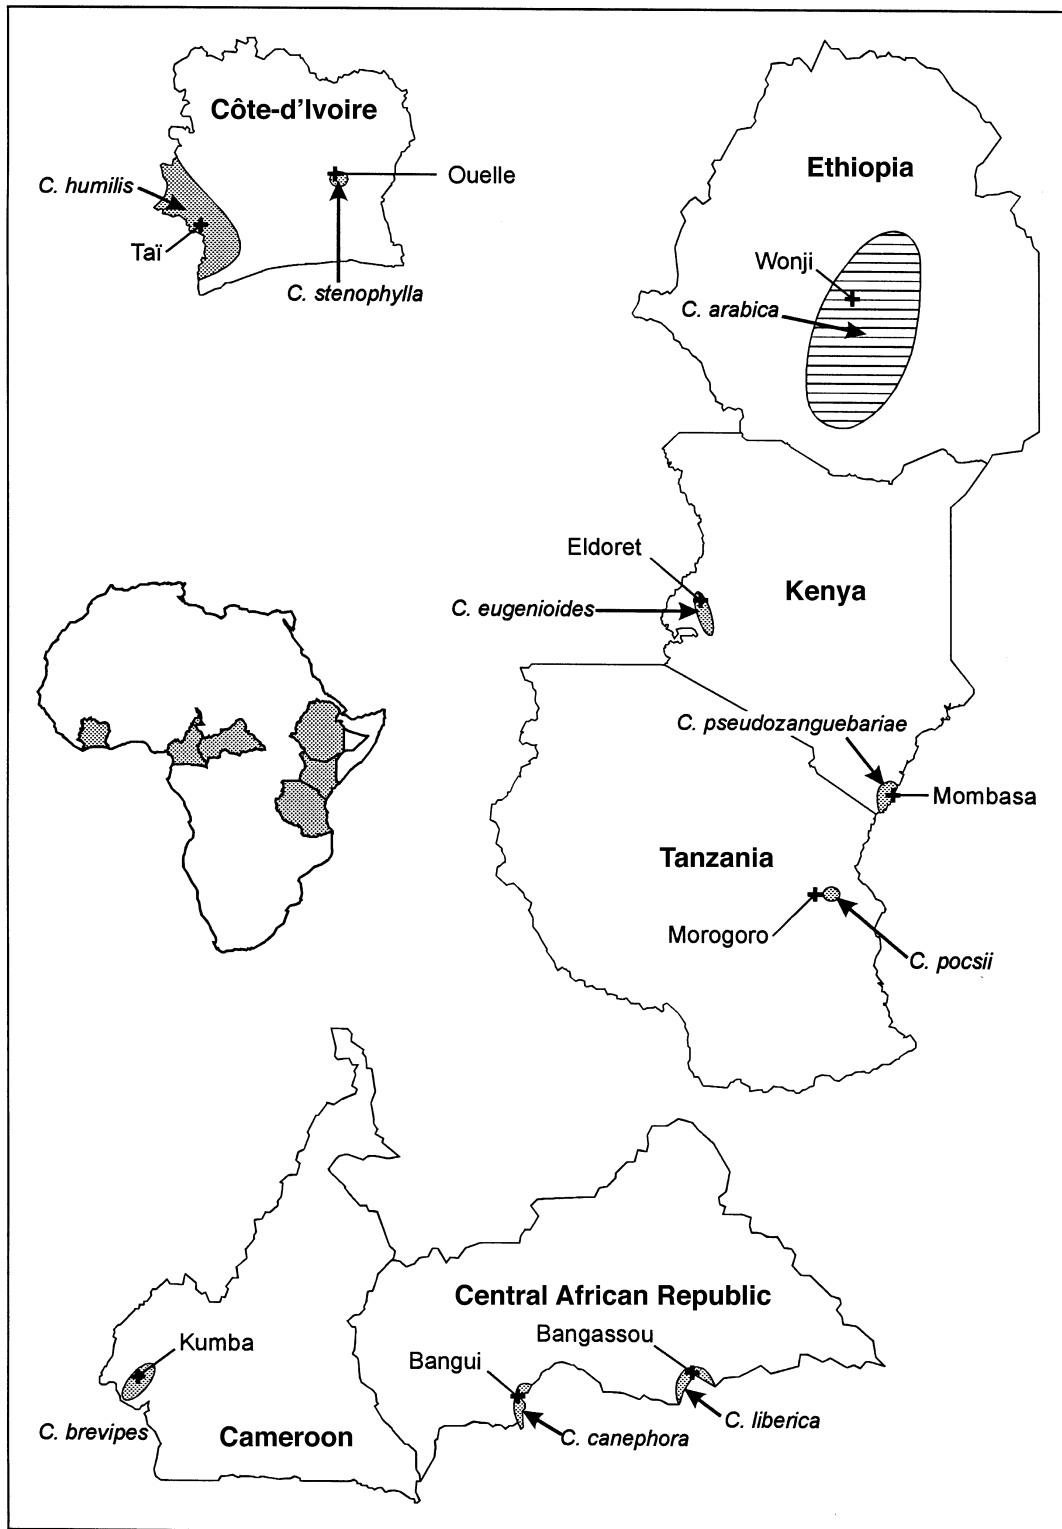 Côte-d'Ivoire
C. humilis
Ouelle
Taï
C. stenophylla
Ethiopia
Wonji
C. arabica
Eldoret
C. eugenioides
Kenya
C. pseudozanguebariae
Mombasa
Tanzania
Morogoro
C. pocsii
Central African Republic
Bangassou
Kumba
Bangui
C. liberica
C. brevipes
Cameroon
C. canephora